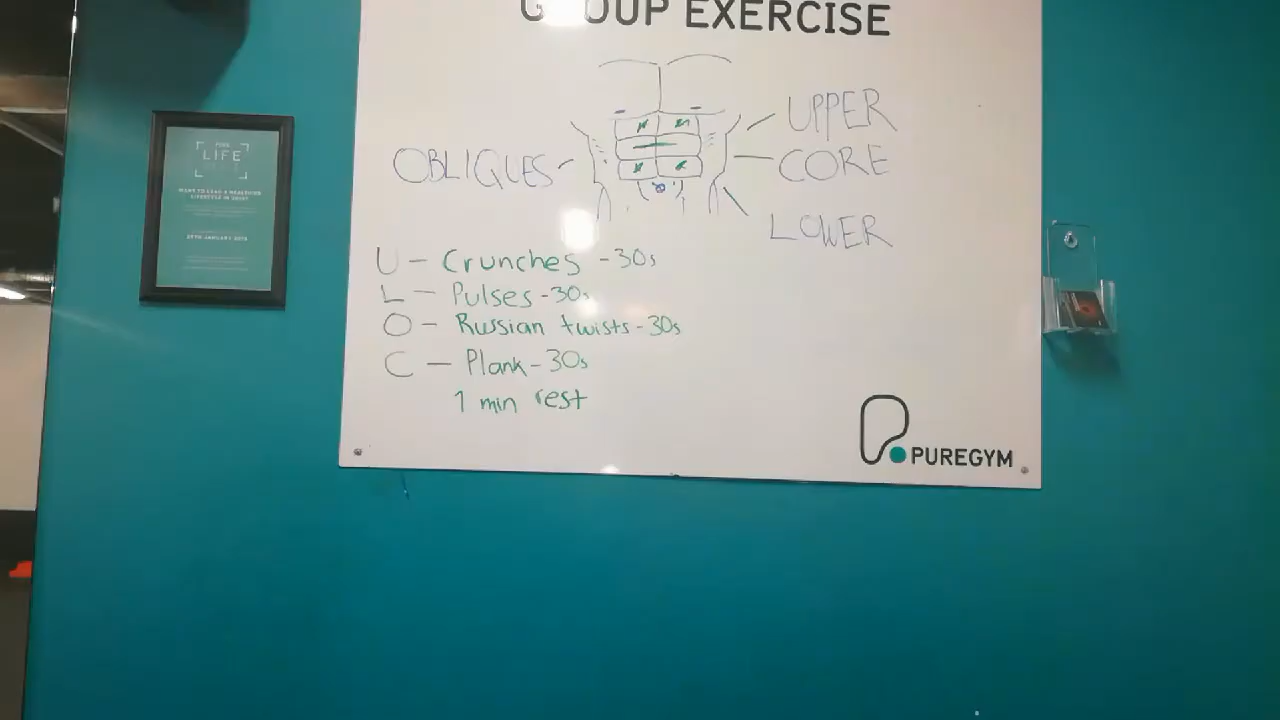 GROUP EXERCISE
UPPER
OBLIQUES
CORE
LOWER
U - Crunches - 30s
L - Pulses - 30s
O - Russian twists - 30s
C - Plank - 30s
1 min rest
PUREGYM
LIFE